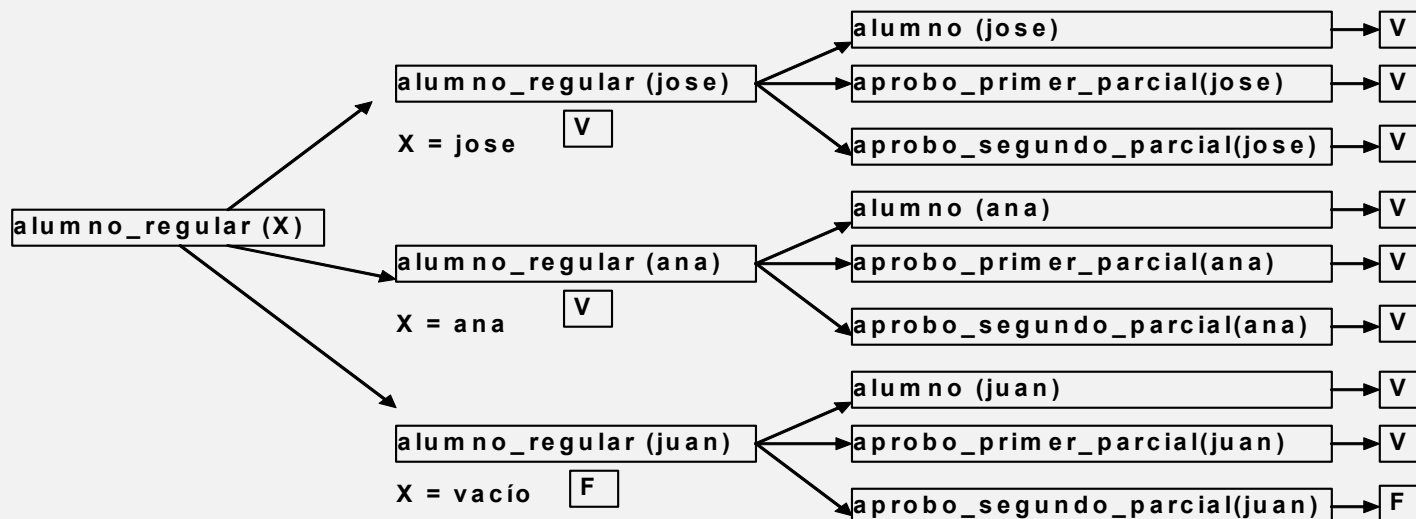 alumno (jose) V
alumno_regular (jose) aprobo_primer_parcial(jose) V
V
X = jose aprobo_segundo_parcial(jose) V
alumno (ana) V
alumno_regular (X)
alumno_regular (ana) aprobo_primer_parcial(ana) V
V
X = ana aprobo_segundo_parcial(ana) V
alumno (juan) V
alumno_regular (juan) aprobo_primer_parcial(juan) V
X = vacío F aprobo_segundo_parcial(juan) F